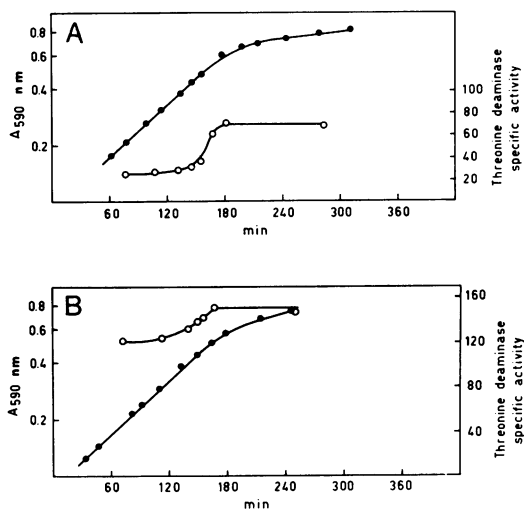 A
0.8
0.6
0.4
0.2
A590 nm
100
80
60
40
20
Threonine deaminase
specific activity
60 120 180 240 300 360
min
B
0.8
0.6
0.4
0.2
A590 nm
160
120
80
40
Threonine deaminase
specific activity
60 120 180 240 300 360
min